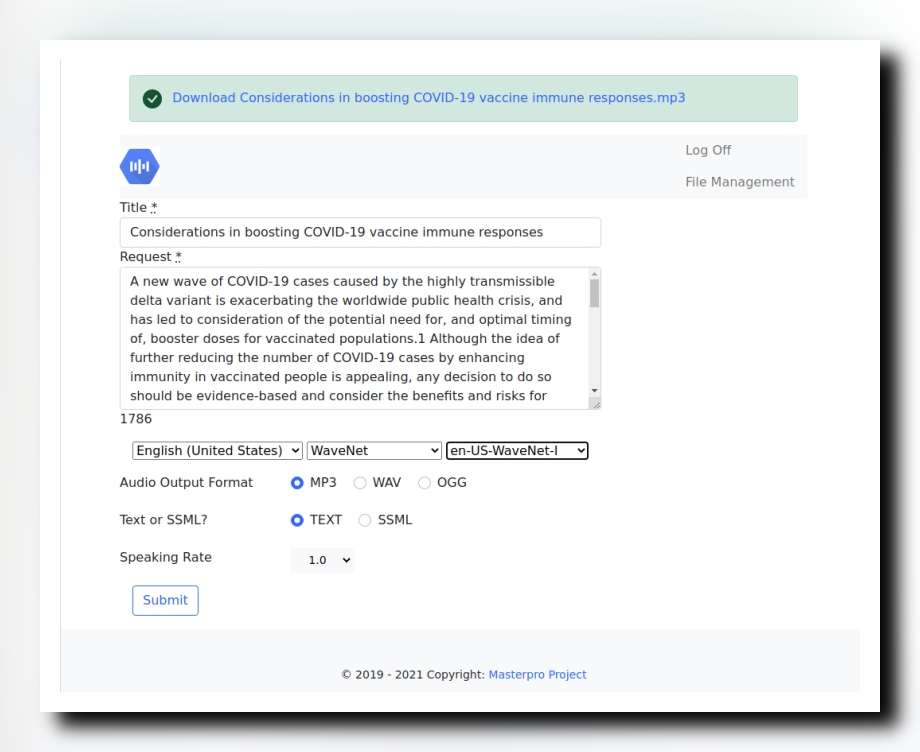 Download Considerations in boosting COVID-19 vaccine immune responses.mp3
Log Off
File Management
Title *
Considerations in boosting COVID-19 vaccine immune responses
Request *
A new wave of COVID-19 cases caused by the highly transmissible
delta variant is exacerbating the worldwide public health crisis, and
has led to consideration of the potential need for, and optimal timing
of, booster doses for vaccinated populations.1 Although the idea of
further reducing the number of COVID-19 cases by enhancing
immunity in vaccinated people is appealing, any decision to do so
should be evidence-based and consider the benefits and risks for
1786
English (United States) WaveNet en-US-WaveNet-I
Audio Output Format MP3 WAV OGG
Text or SSML? TEXT SSML
Speaking Rate 1.0
Submit
© 2019 - 2021 Copyright: Masterpro Project